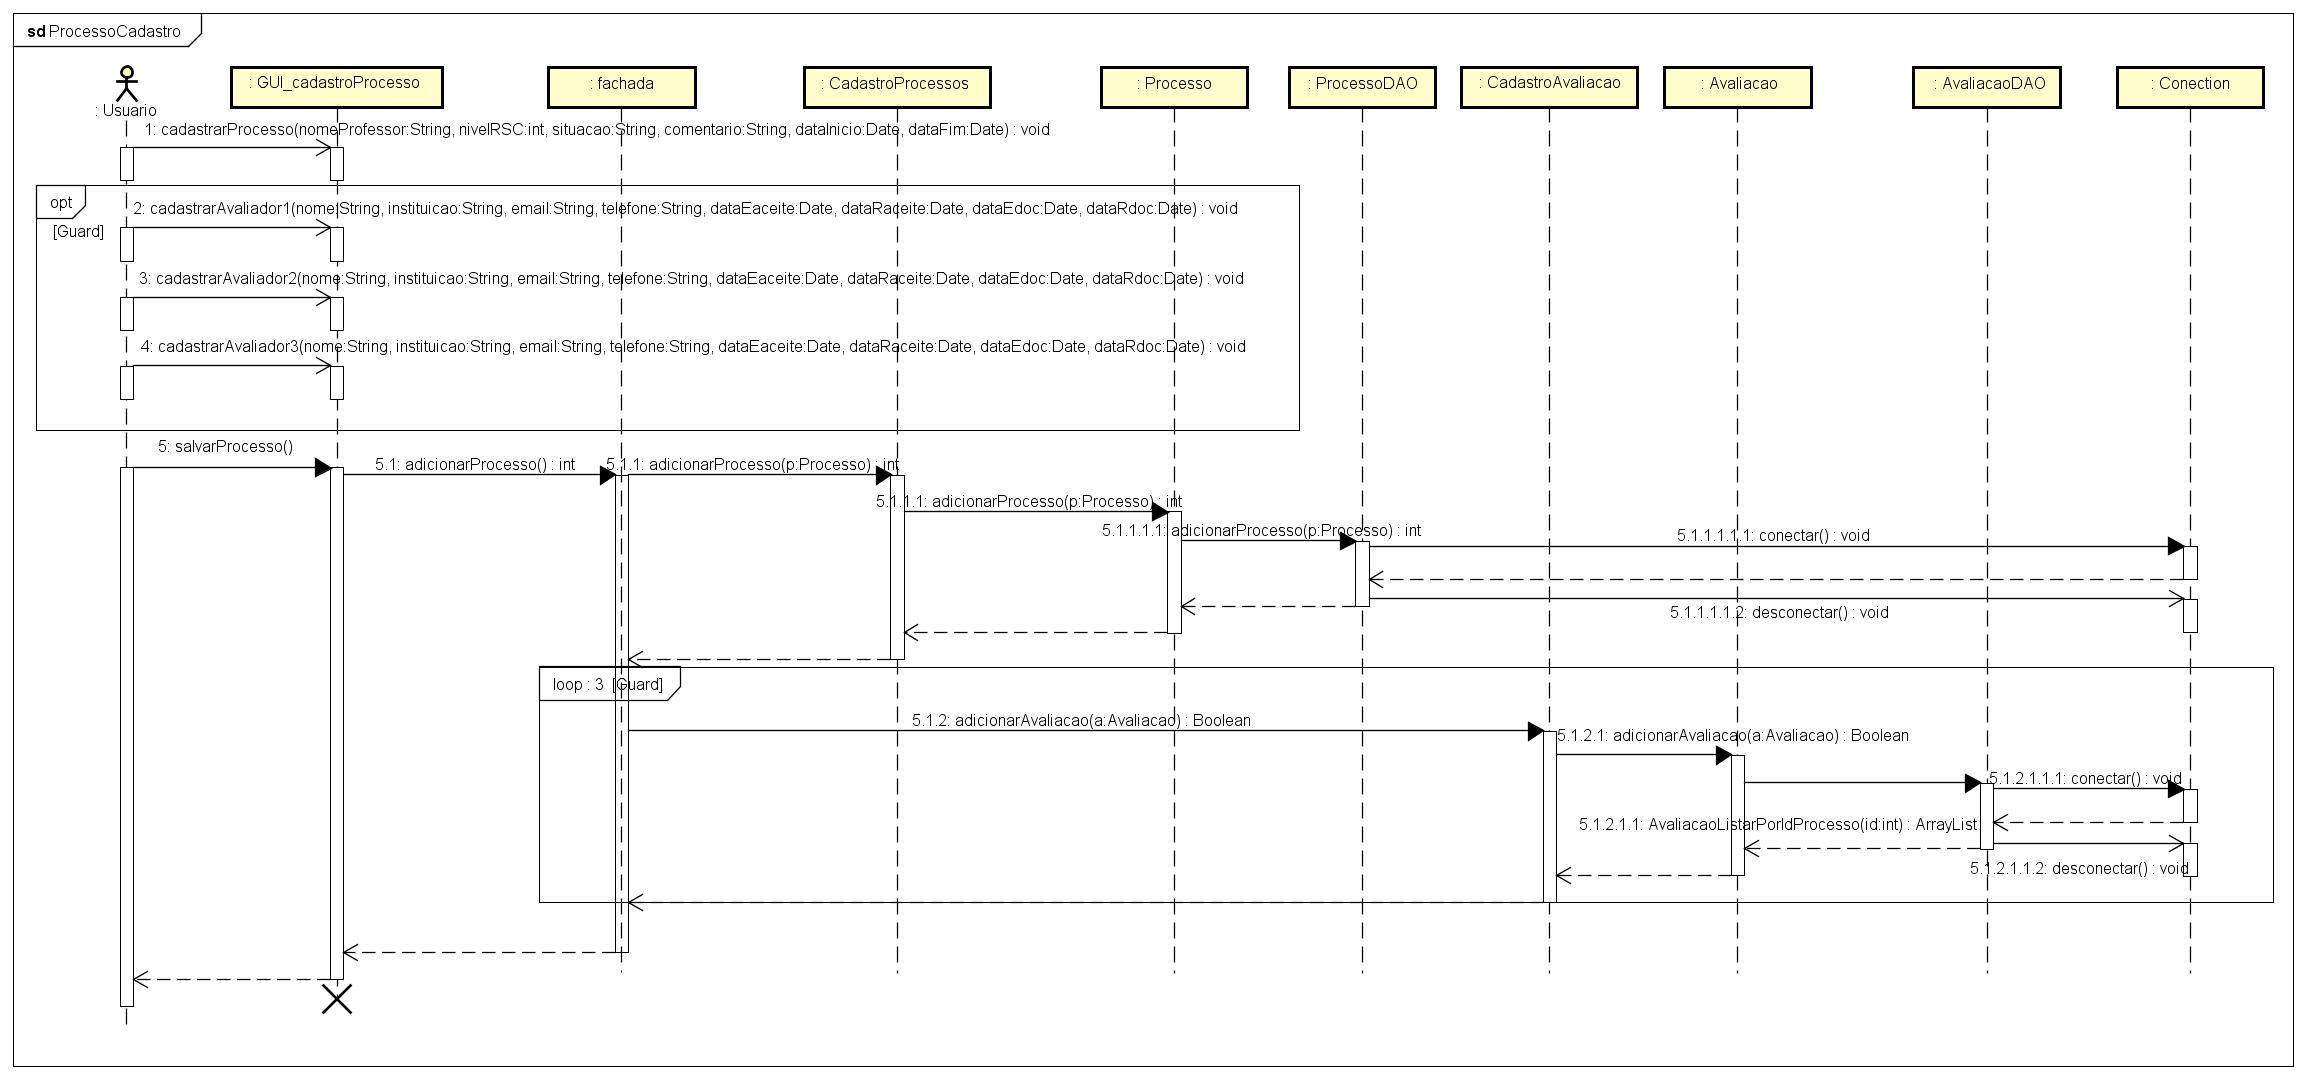 sd ProcessoCadastro
: Usuario
: GUI_cadastroProcesso
: fachada
: CadastroProcessos
: Processo
: ProcessoDAO
: CadastroAvaliacao
: Avaliacao
: AvaliacaoDAO
: Conection
1: cadastrarProcesso(nomeProfessor:String, nivelRSC:int, situacao:String, comentario:String, dataInicio:Date, dataFim:Date) : void
opt
[Guard]
2: cadastrarAvaliador1(nome:String, instituicao:String, email:String, telefone:String, dataEaceite:Date, dataRaceite:Date, dataEdoc:Date, dataRdoc:Date) : void
3: cadastrarAvaliador2(nome:String, instituicao:String, email:String, telefone:String, dataEaceite:Date, dataRaceite:Date, dataEdoc:Date, dataRdoc:Date) : void
4: cadastrarAvaliador3(nome:String, instituicao:String, email:String, telefone:String, dataEaceite:Date, dataRaceite:Date, dataEdoc:Date, dataRdoc:Date) : void
5: salvarProcesso()
5.1: adicionarProcesso() : int
5.1.1: adicionarProcesso(p:Processo) : int
5.1.1.1: adicionarProcesso(p:Processo) : int
5.1.1.1.1: adicionarProcesso(p:Processo) : int
5.1.1.1.1.1: conectar() : void
5.1.1.1.1.2: desconectar() : void
loop : 3 [Guard]
5.1.2: adicionarAvaliacao(a:Avaliacao) : Boolean
5.1.2.1: adicionarAvaliacao(a:Avaliacao) : Boolean
5.1.2.1.1.1: conectar() : void
5.1.2.1.1: AvaliacaoListarPorIdProcesso(id:int) : ArrayList
5.1.2.1.1.2: desconectar() : void